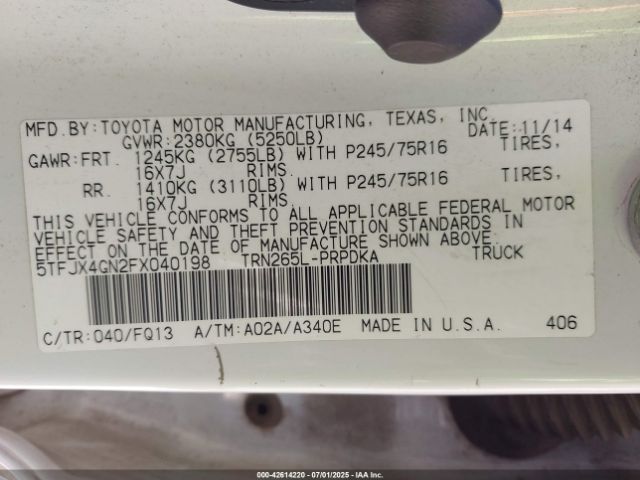 MFD.BY:TOYOTA MOTOR MANUFACTURING, TEXAS, INC.
GVWR:2380KG (5250LB) DATE:11/14
GAWR:FRT. 1245KG (2755LB) WITH P245/75R16 TIRES,
16X7J RIMS.
RR. 1410KG (3110LB) WITH P245/75R16 TIRES,
16X7J RIMS.
THIS VEHICLE CONFORMS TO ALL APPLICABLE FEDERAL MOTOR
VEHICLE SAFETY AND THEFT PREVENTION STANDARDS IN
EFFECT ON THE DATE OF MANUFACTURE SHOWN ABOVE.
5TFJX4GN2FX040198 TRN265L-PRPDKA TRUCK
C/TR:040/FQ13 A/TM:A02A/A340E MADE IN U.S.A. 406
000-42614220 - 07/01/2025 - IAA Inc.